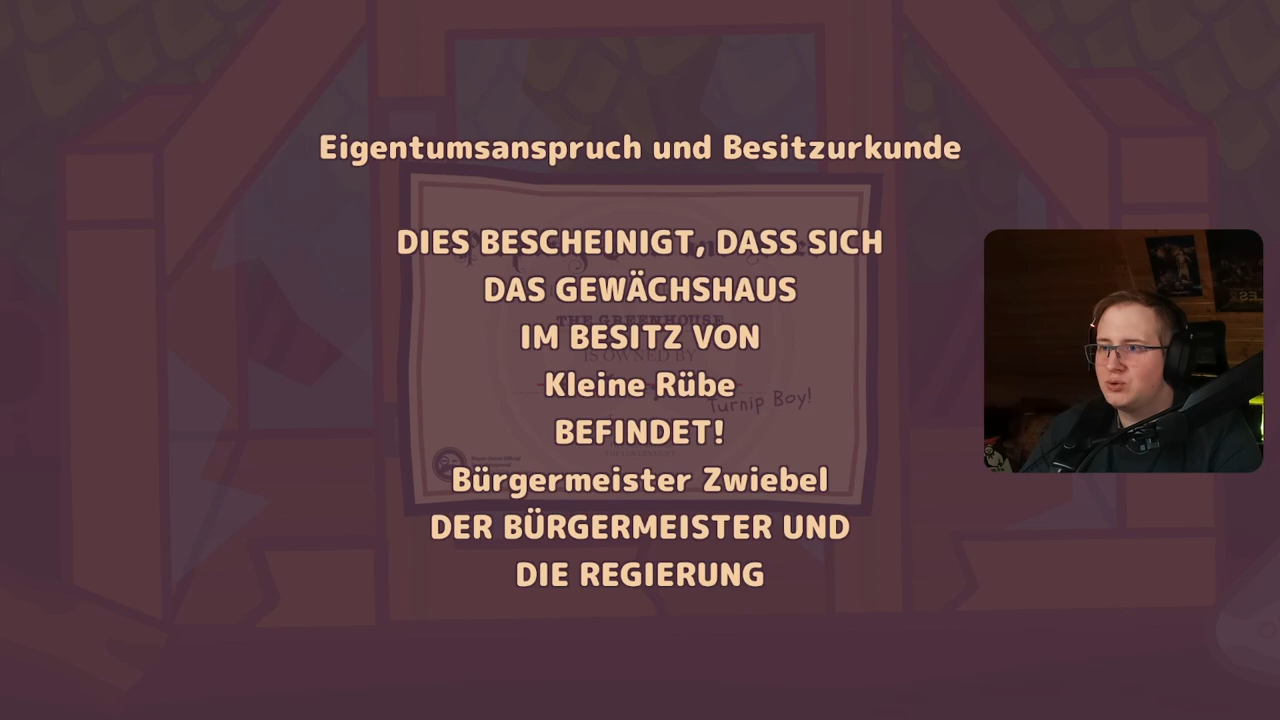 Eigentumsanspruch und Besitzurkunde
DIES BESCHEINIGT, DASS SICH
DAS GEWÄCHSHAUS
THE GREENHOUSE
IM BESITZ VON
IS OWNED BY
Kleine Rübe
Turnip Boy!
BEFINDET!
Bürgermeister Zwiebel
DER BÜRGERMEISTER UND
DIE REGIERUNG